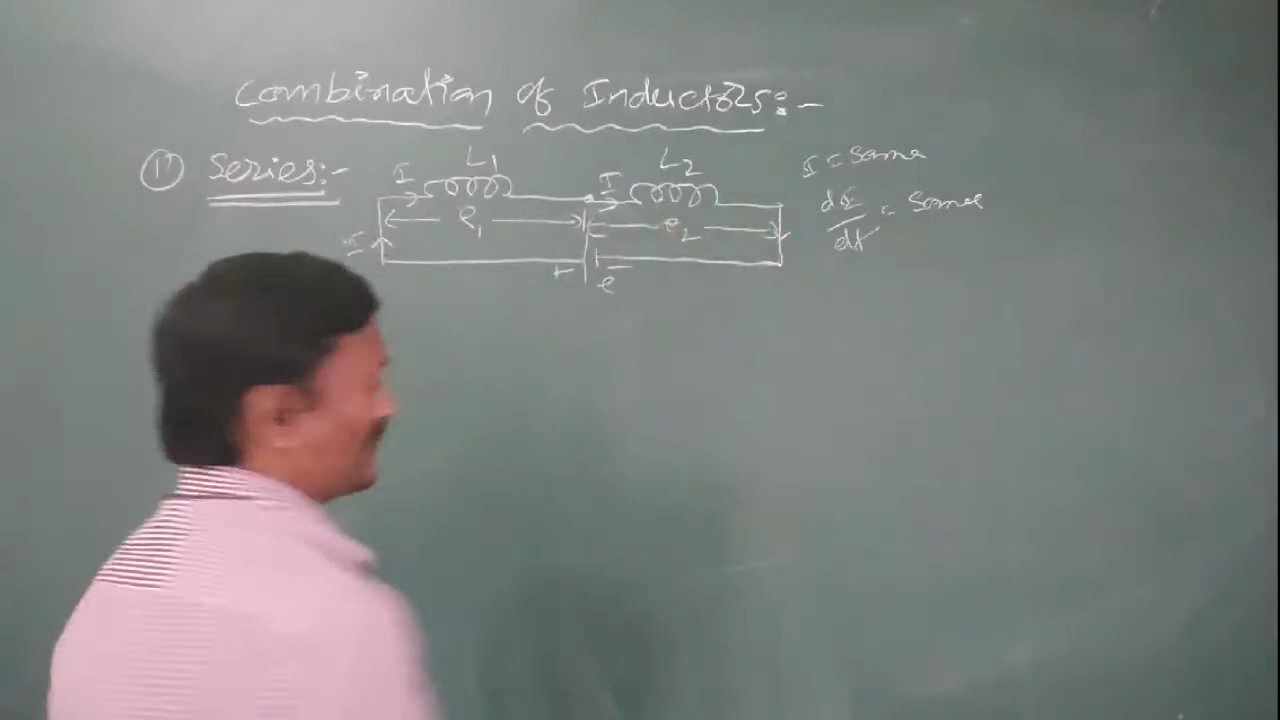 Combination of Inductors:-
① Series:-
L1 L2
I I
I = Same
e1 e2
dI/dt = Same
I
+ -
e